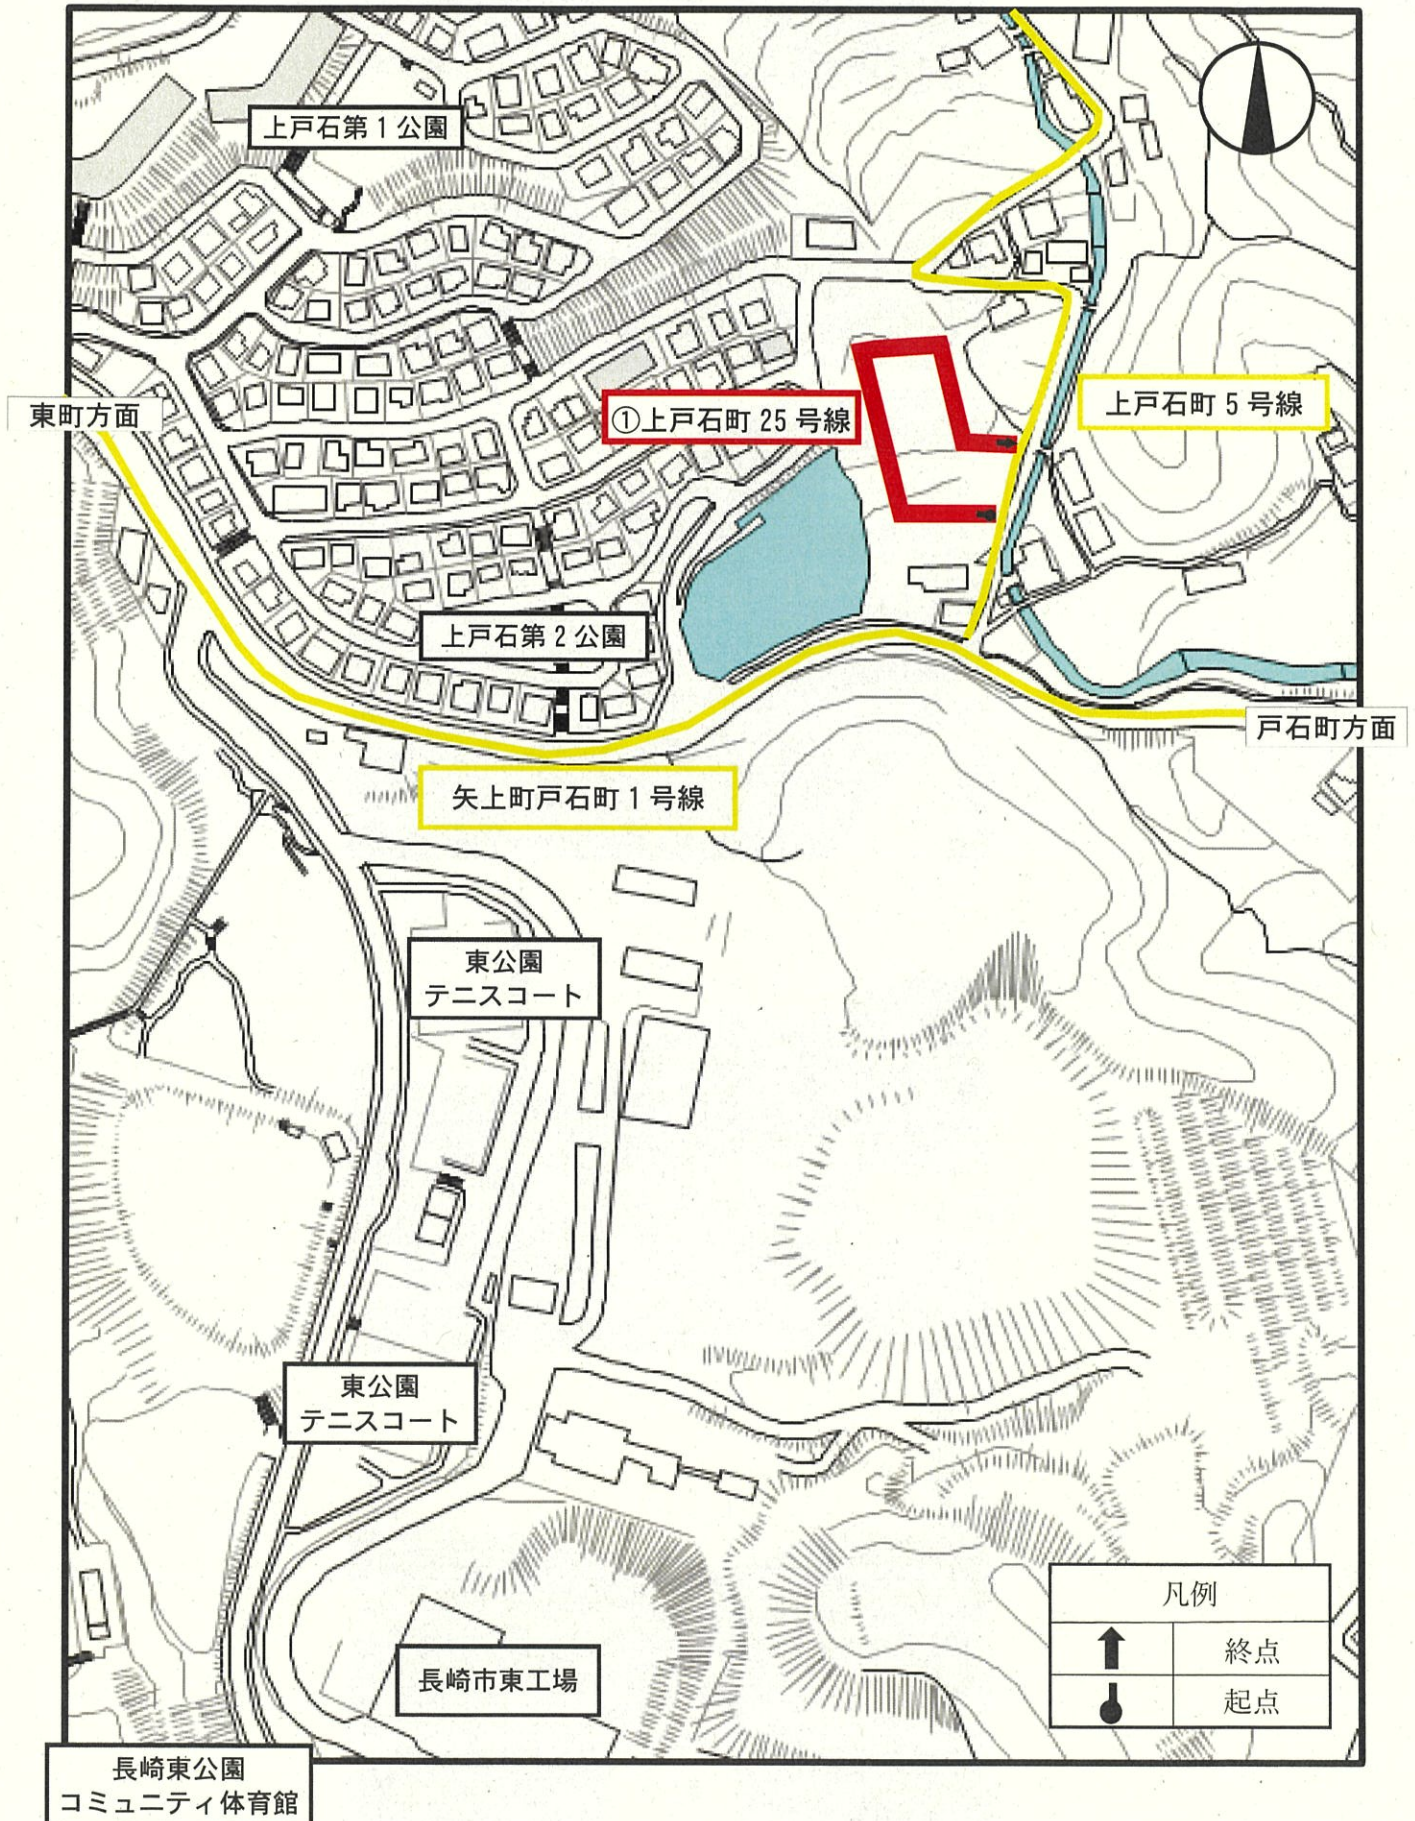 上戸石第1公園
東町方面
①上戸石町25号線
上戸石町5号線
上戸石第2公園
戸石町方面
矢上町戸石町1号線
東公園
テニスコート
東公園
テニスコート
凡例
終点
起点
長崎市東工場
長崎東公園
コミュニティ体育館